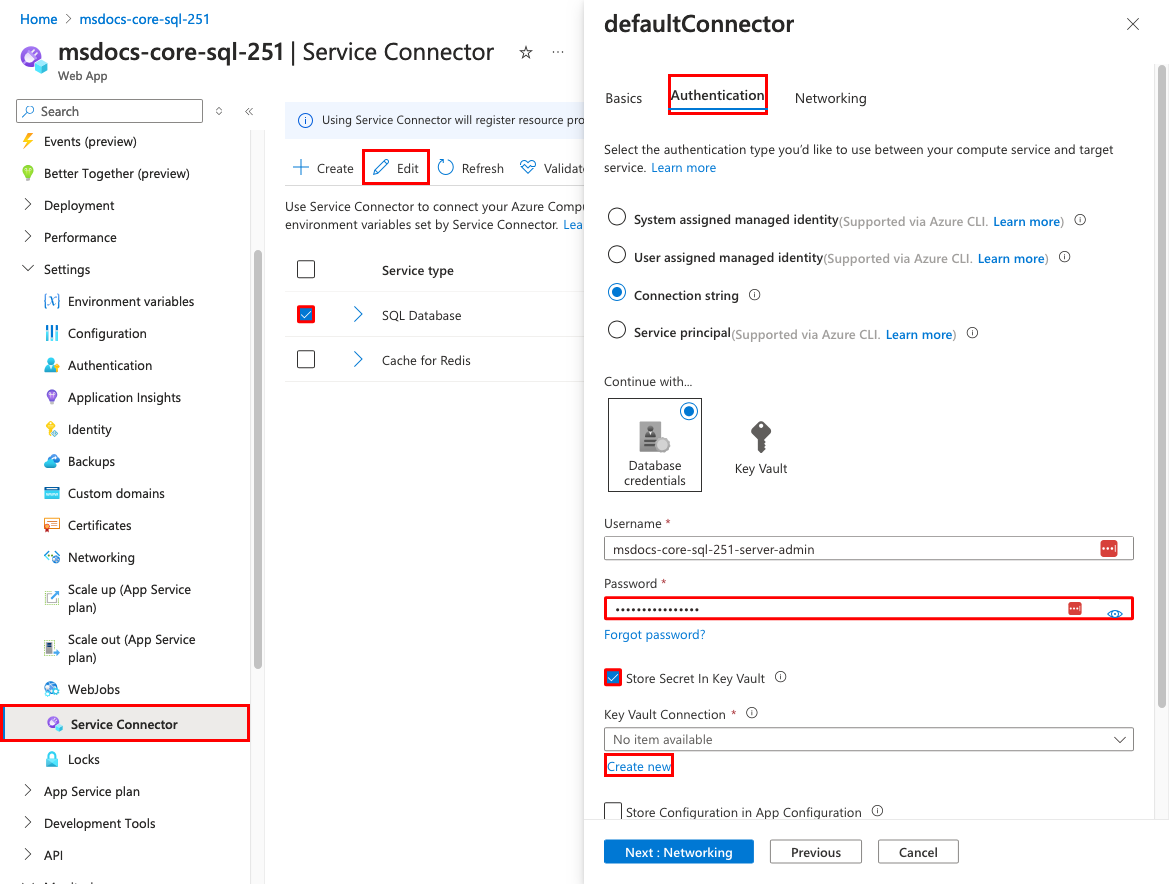 Home > msdocs-core-sql-251
msdocs-core-sql-251 | Service Connector
Web App
Search
Events (preview)
Better Together (preview)
Deployment
Performance
Settings
Environment variables
Configuration
Authentication
Application Insights
Identity
Backups
Custom domains
Certificates
Networking
Scale up (App Service
plan)
Scale out (App Service
plan)
WebJobs
Service Connector
Locks
App Service plan
Development Tools
API
Using Service Connector will register resource pro
Create Edit Refresh Validate
Use Service Connector to connect your Azure Compu
environment variables set by Service Connector. Lea
Service type
SQL Database
Cache for Redis
defaultConnector
Basics Authentication Networking
Select the authentication type you'd like to use between your compute service and target
service. Learn more
System assigned managed identity(Supported via Azure CLI. Learn more)
User assigned managed identity(Supported via Azure CLI. Learn more)
Connection string
Service principal(Supported via Azure CLI. Learn more)
Continue with...
Database
credentials
Key Vault
Username *
msdocs-core-sql-251-server-admin
Password *
••••••••••••••••
Forgot password?
Store Secret In Key Vault
Key Vault Connection *
No item available
Create new
Store Configuration in App Configuration
Next : Networking Previous Cancel